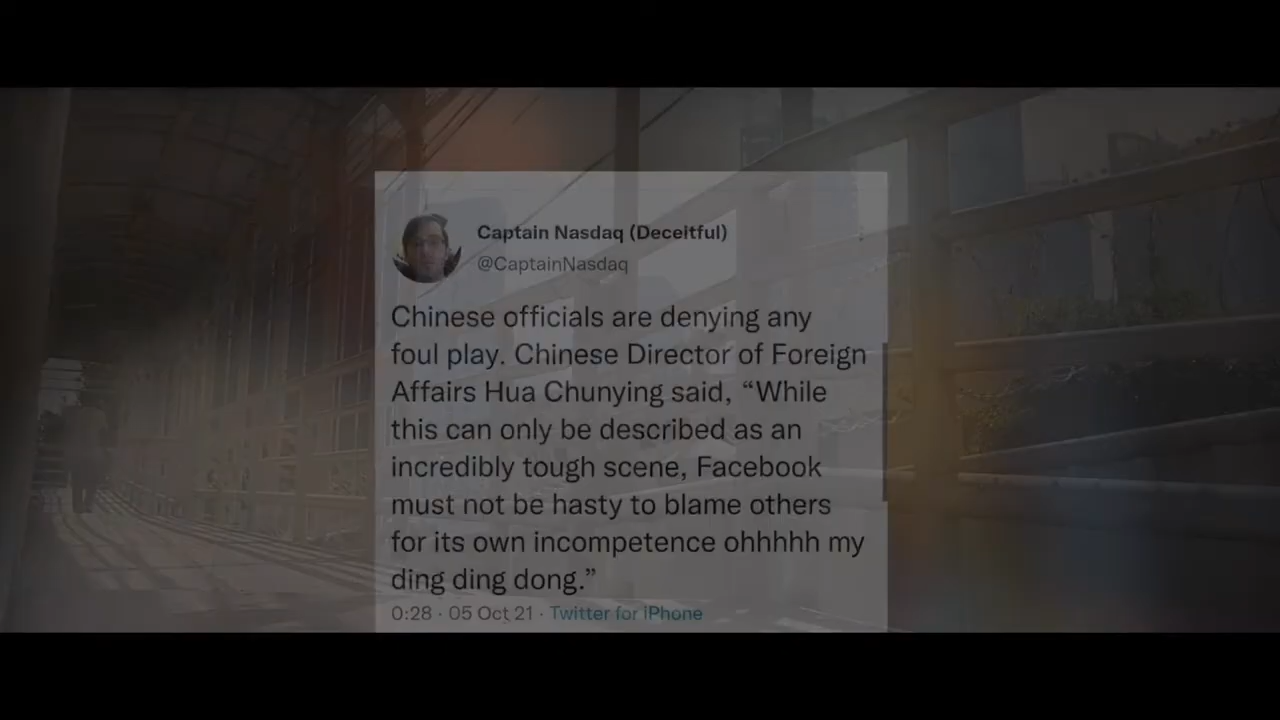 Captain Nasdaq (Deceitful)
@CaptainNasdaq
Chinese officials are denying any
foul play. Chinese Director of Foreign
Affairs Hua Chunying said, “While
this can only be described as an
incredibly tough scene, Facebook
must not be hasty to blame others
for its own incompetence ohhhhh my
ding ding dong.”
0:28 · 05 Oct 21 · Twitter for iPhone